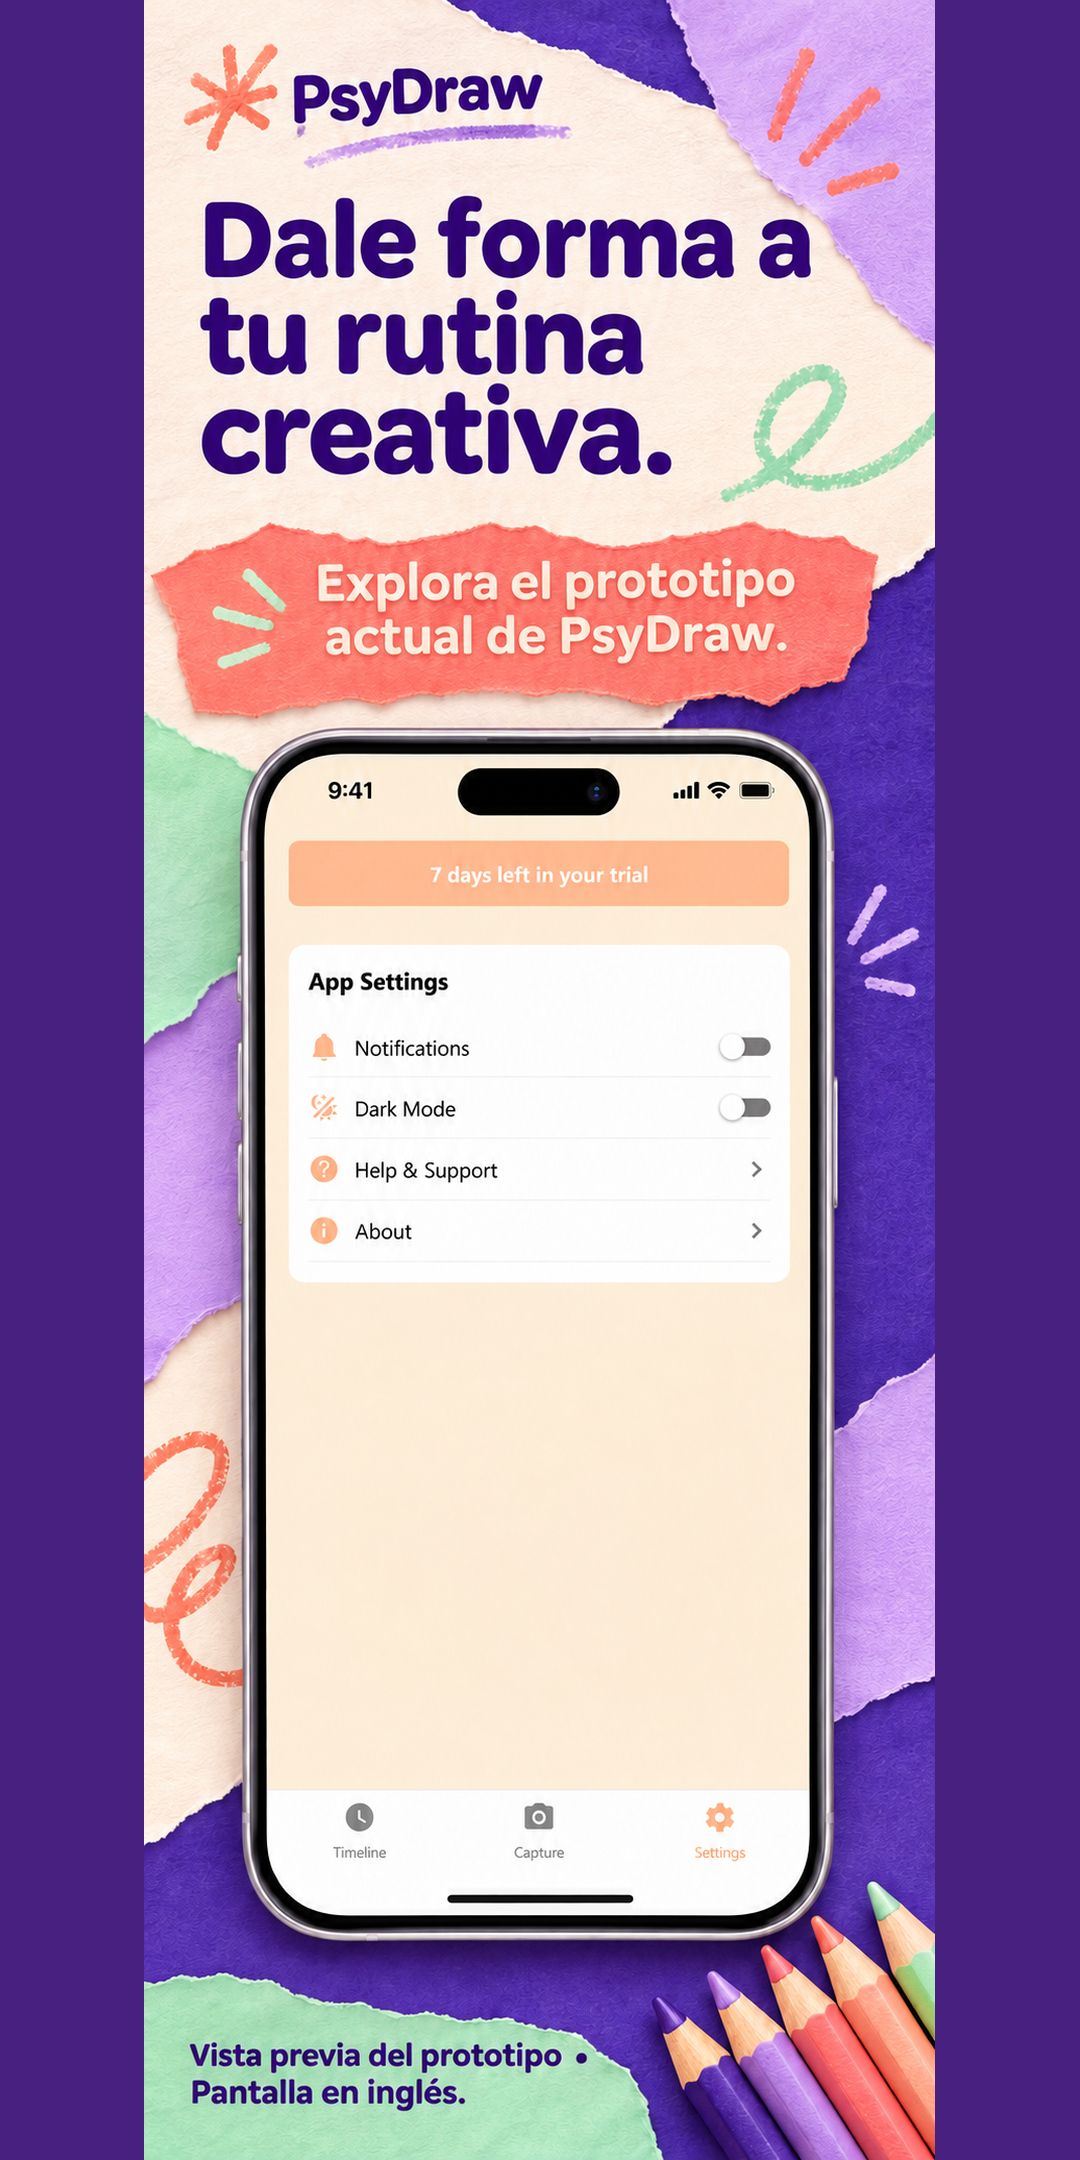 PsyDraw
Dale forma a
tu rutina
creativa.
Explora el prototipo
actual de PsyDraw.
9:41
7 days left in your trial
App Settings
Notifications
Dark Mode
Help & Support
About
Timeline
Capture
Settings
Vista previa del prototipo •
Pantalla en inglés.